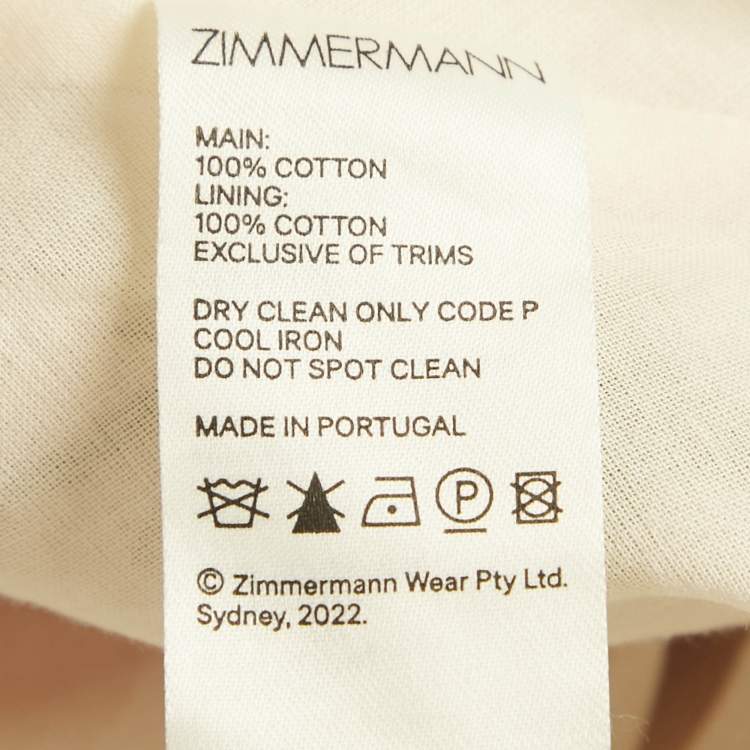 ZIMMERMANN
MAIN:
100% COTTON
LINING:
100% COTTON
EXCLUSIVE OF TRIMS
DRY CLEAN ONLY CODE P
COOL IRON
DO NOT SPOT CLEAN
MADE IN PORTUGAL
P
© Zimmermann Wear Pty Ltd.
Sydney, 2022.